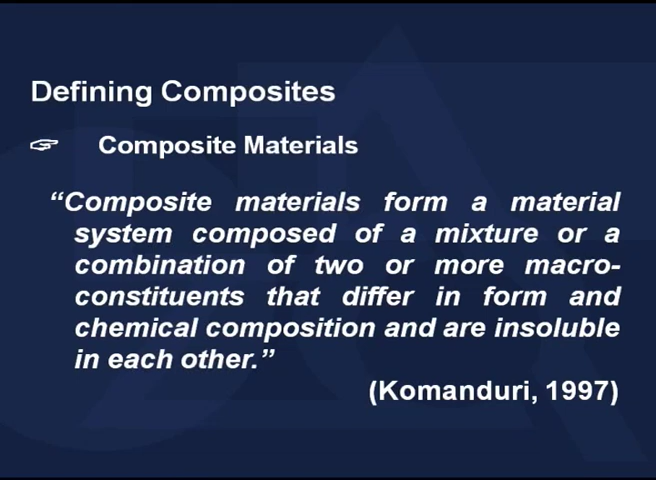 Defining Composites
☞ Composite Materials
“Composite materials form a material
system composed of a mixture or a
combination of two or more macro-
constituents that differ in form and
chemical composition and are insoluble
in each other.”
(Komanduri, 1997)